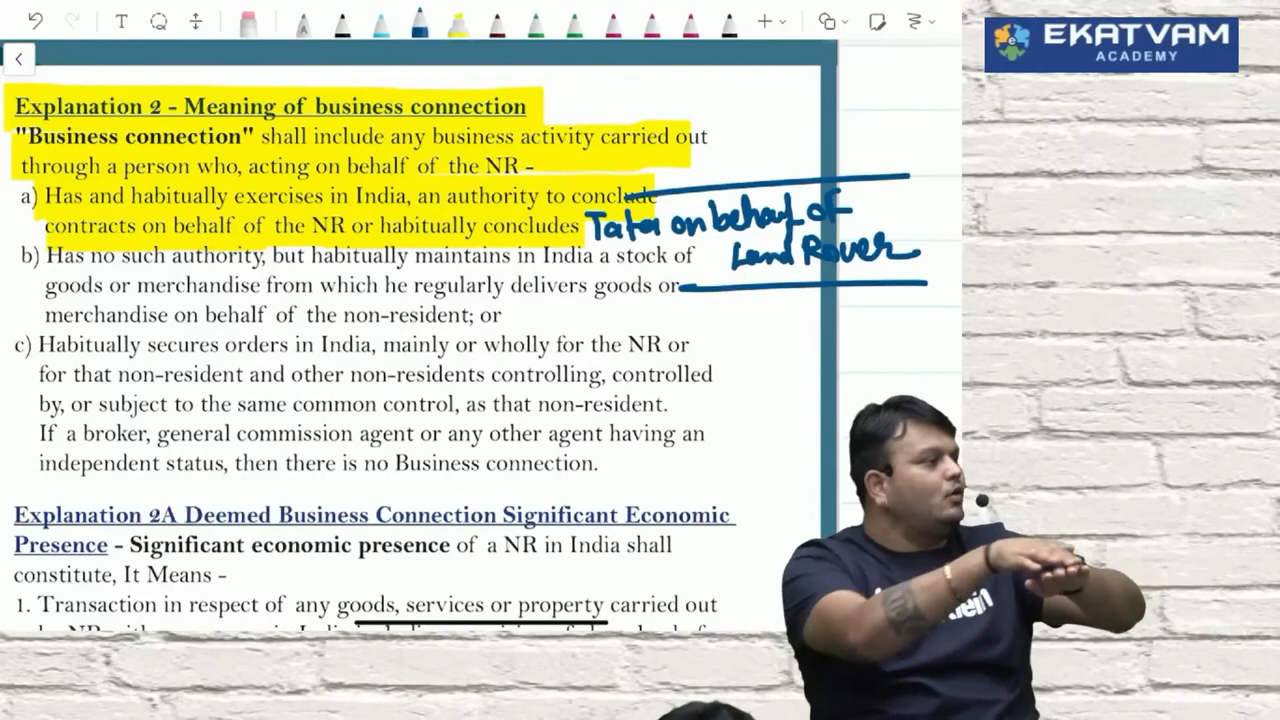 EKATVAM
ACADEMY
Explanation 2 - Meaning of business connection
"Business connection" shall include any business activity carried out
through a person who, acting on behalf of the NR -
a) Has and habitually exercises in India, an authority to conclude
contracts on behalf of the NR or habitually concludes
Tata on behalf of
Land Rover
b) Has no such authority, but habitually maintains in India a stock of
goods or merchandise from which he regularly delivers goods or
merchandise on behalf of the non-resident; or
c) Habitually secures orders in India, mainly or wholly for the NR or
for that non-resident and other non-residents controlling, controlled
by, or subject to the same common control, as that non-resident.
If a broker, general commission agent or any other agent having an
independent status, then there is no Business connection.
Explanation 2A Deemed Business Connection Significant Economic
Presence - Significant economic presence of a NR in India shall
constitute, It Means -
1. Transaction in respect of any goods, services or property carried out